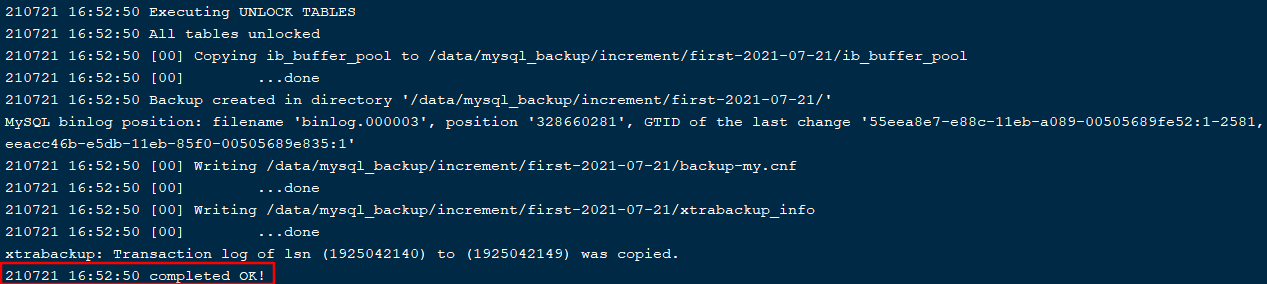 210721 16:52:50 Executing UNLOCK TABLES
210721 16:52:50 All tables unlocked
210721 16:52:50 [00] Copying ib_buffer_pool to /data/mysql_backup/increment/first-2021-07-21/ib_buffer_pool
210721 16:52:50 [00]        ...done
210721 16:52:50 Backup created in directory '/data/mysql_backup/increment/first-2021-07-21/'
MySQL binlog position: filename 'binlog.000003', position '328660281', GTID of the last change '55eea8e7-e88c-11eb-a089-00505689fe52:1-2581,
eeacc46b-e5db-11eb-85f0-00505689e835:1'
210721 16:52:50 [00] Writing /data/mysql_backup/increment/first-2021-07-21/backup-my.cnf
210721 16:52:50 [00]        ...done
210721 16:52:50 [00] Writing /data/mysql_backup/increment/first-2021-07-21/xtrabackup_info
210721 16:52:50 [00]        ...done
xtrabackup: Transaction log of lsn (1925042140) to (1925042149) was copied.
210721 16:52:50 completed OK!